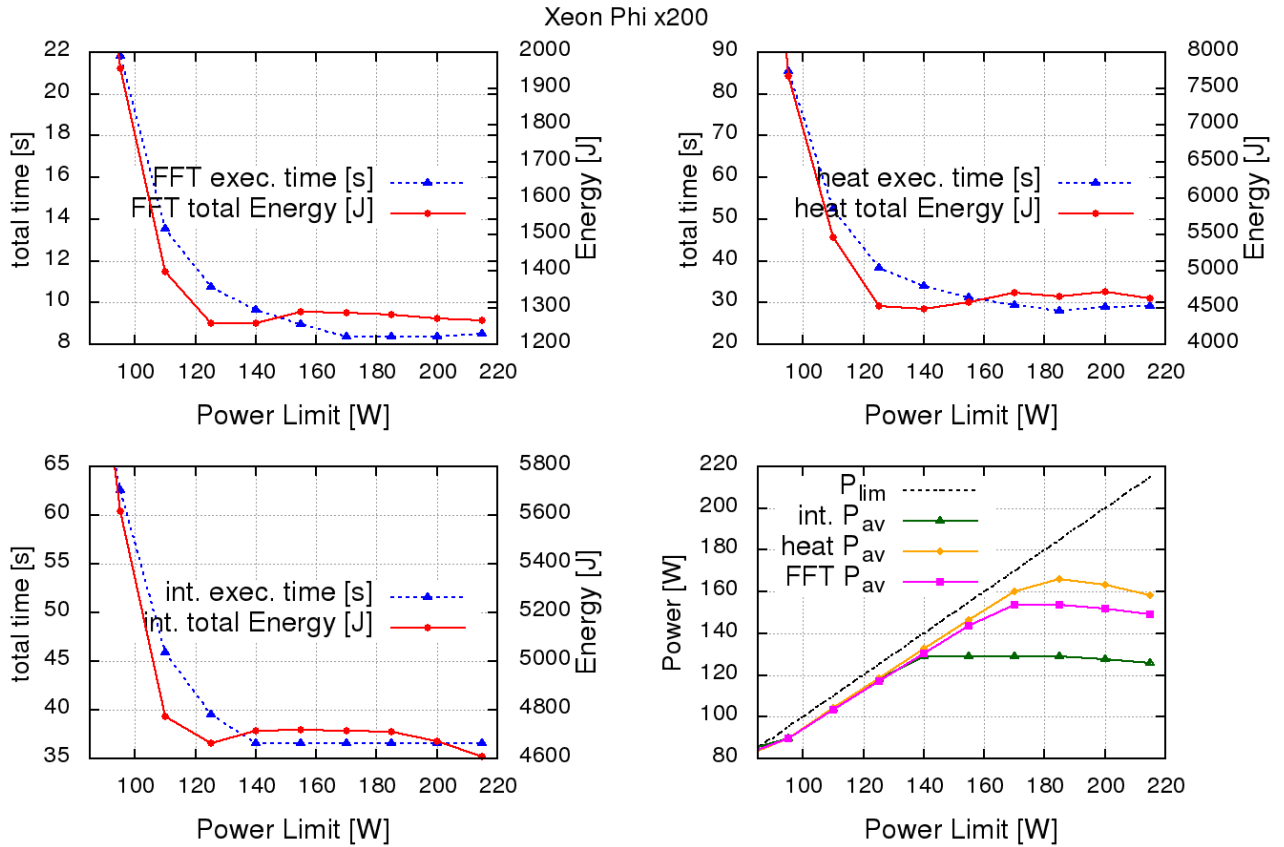 Xeon Phi x200
22
20
18
16
14
12
10
8
total time [s]
FFT exec. time [s]
FFT total Energy [J]
2000
1900
1800
1700
1600
1500
1400
1300
1200
Energy [J]
100 120 140 160 180 200 220
Power Limit [W]
90
80
70
60
50
40
30
20
total time [s]
heat exec. time [s]
heat total Energy [J]
8000
7500
7000
6500
6000
5500
5000
4500
4000
Energy [J]
100 120 140 160 180 200 220
Power Limit [W]
65
60
55
50
45
40
35
total time [s]
int. exec. time [s]
int. total Energy [J]
5800
5600
5400
5200
5000
4800
4600
Energy [J]
100 120 140 160 180 200 220
Power Limit [W]
220
200
180
160
140
120
100
80
Power [W]
P_lim
int. P_av
heat P_av
FFT P_av
100 120 140 160 180 200 220
Power Limit [W]